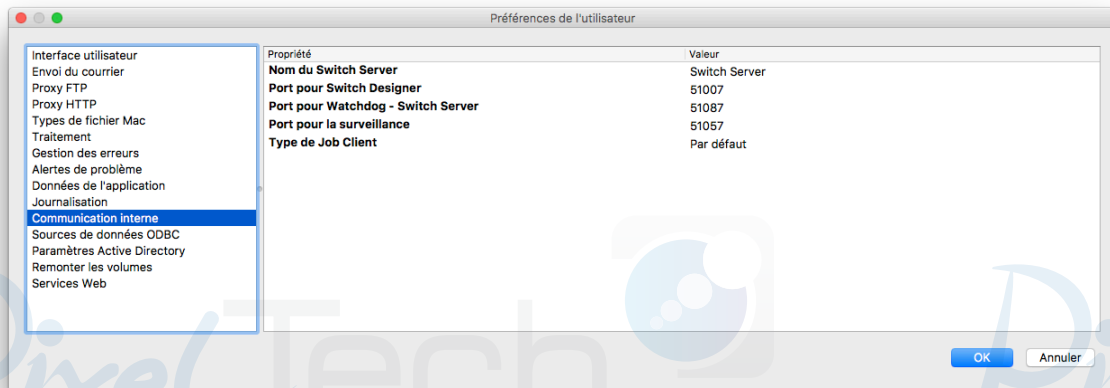 Préférences de l'utilisateur
Interface utilisateur
Envoi du courrier
Proxy FTP
Proxy HTTP
Types de fichier Mac
Traitement
Gestion des erreurs
Alertes de problème
Données de l'application
Journalisation
Communication interne
Sources de données ODBC
Paramètres Active Directory
Remonter les volumes
Services Web
Propriété Valeur
Nom du Switch Server Switch Server
Port pour Switch Designer 51007
Port pour Watchdog - Switch Server 51087
Port pour la surveillance 51057
Type de Job Client Par défaut
OK Annuler
Pixel Tech